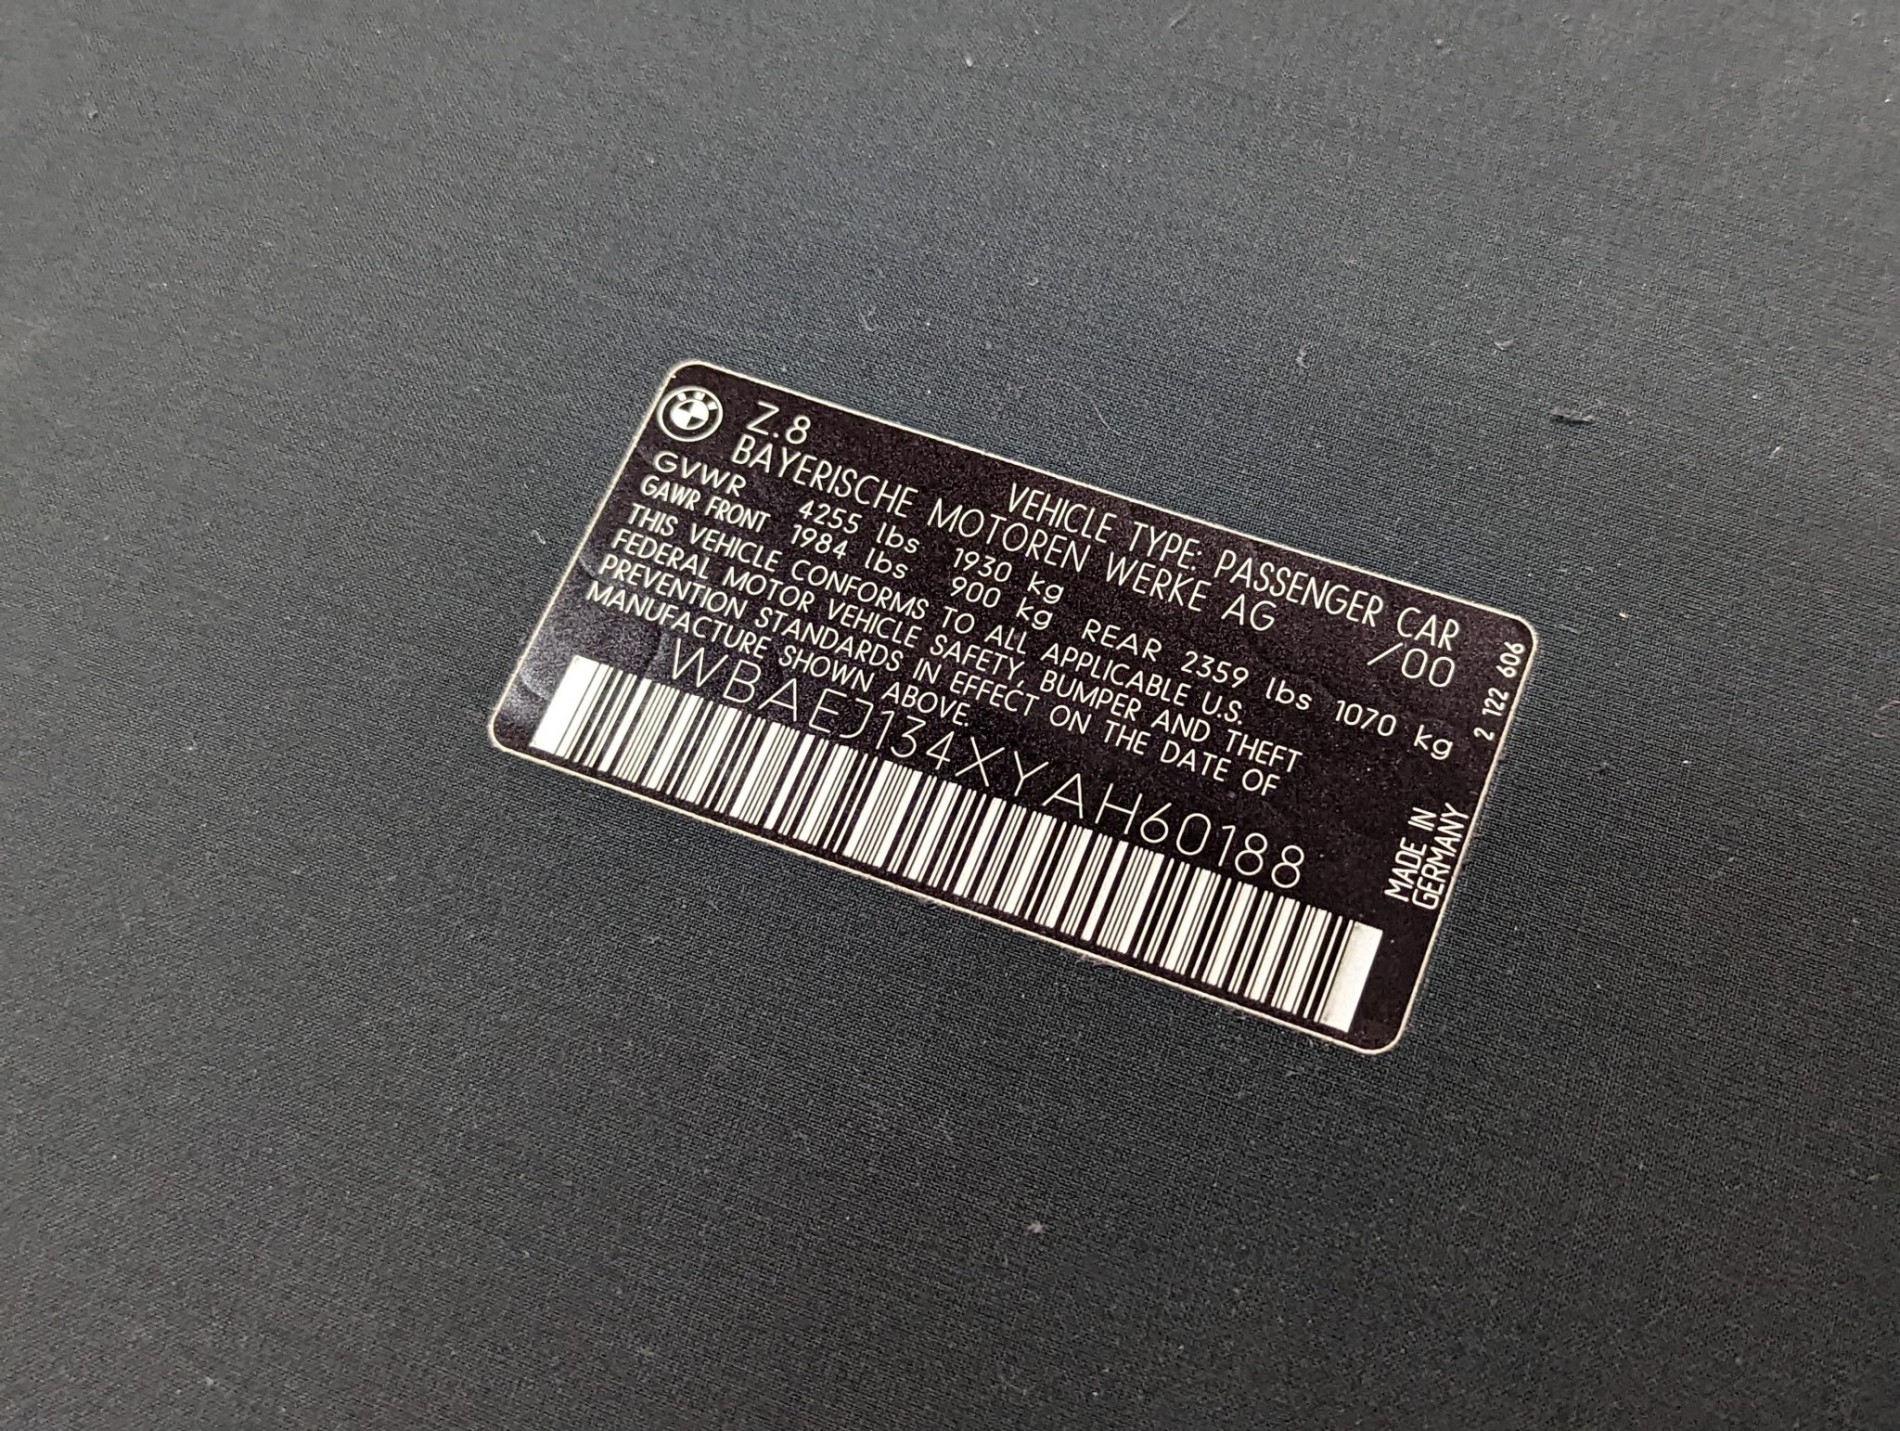 Z.8
VEHICLE TYPE: PASSENGER CAR
BAYERISCHE MOTOREN WERKE AG /00
GVWR 4255 lbs 1930 kg
GAWR FRONT 1984 lbs 900 kg REAR 2359 lbs 1070 kg
THIS VEHICLE CONFORMS TO ALL APPLICABLE U.S.
FEDERAL MOTOR VEHICLE SAFETY, BUMPER AND THEFT
PREVENTION STANDARDS IN EFFECT ON THE DATE OF
MANUFACTURE SHOWN ABOVE.
WBAEJ134XYAH60188
2 122 606
MADE IN
GERMANY